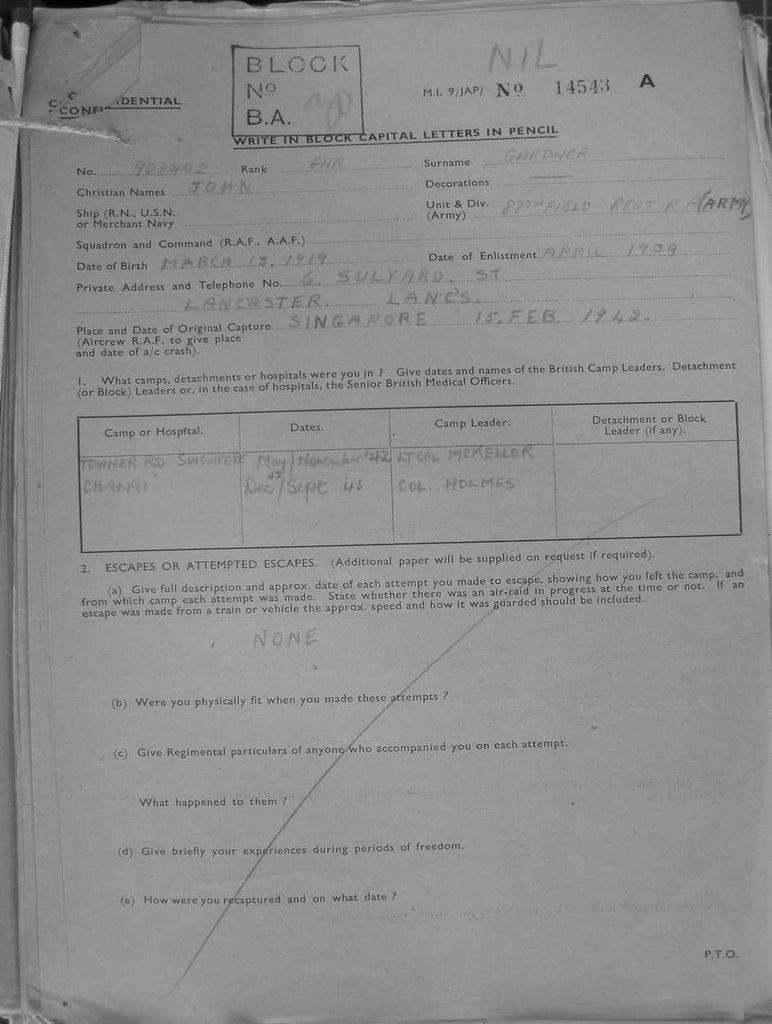 NIL
BLOCK
No
B.A.
M.I. 9/JAP/ No 14543 A
CONFIDENTIAL
WRITE IN BLOCK CAPITAL LETTERS IN PENCIL
No. 903402 Rank GNR Surname GARDNER
Christian Names JOHN Decorations
Ship (R.N., U.S.N. or Merchant Navy
Unit & Div. (Army) 88TH FIELD REGT R A (ARMY)
Squadron and Command (R.A.F., A.A.F.)
Date of Birth MARCH 13. 1919 Date of Enlistment APRIL 1939
Private Address and Telephone No. 6. SULYARD. ST.
LANCASTER. LANC'S.
Place and Date of Original Capture SINGAPORE 15. FEB. 1942.
(Aircrew R.A.F. to give place
and date of a/c crash).
1. What camps, detachments or hospitals were you in ? Give dates and names of the British Camp Leaders, Detachment
(or Block) Leaders or, in the case of hospitals, the Senior British Medical Officers.
Camp or Hospital. Dates. Camp Leader. Detachment or Block
Leader (if any).
TOWNER RD May/November '42 LT COL MCKELLOR
CHANGI Dec '42/Sept 45 COL. HOLMES
2. ESCAPES OR ATTEMPTED ESCAPES. (Additional paper will be supplied on request if required).
(a) Give full description and approx. date of each attempt you made to escape, showing how you left the camp, and
from which camp each attempt was made. State whether there was an air-raid in progress at the time or not. If an
escape was made from a train or vehicle the approx. speed and how it was guarded should be included.
NONE
(b) Were you physically fit when you made these attempts ?
(c) Give Regimental particulars of anyone who accompanied you on each attempt.
What happened to them ?
(d) Give briefly your experiences during periods of freedom.
(e) How were you recaptured and on what date ?
P.T.O.